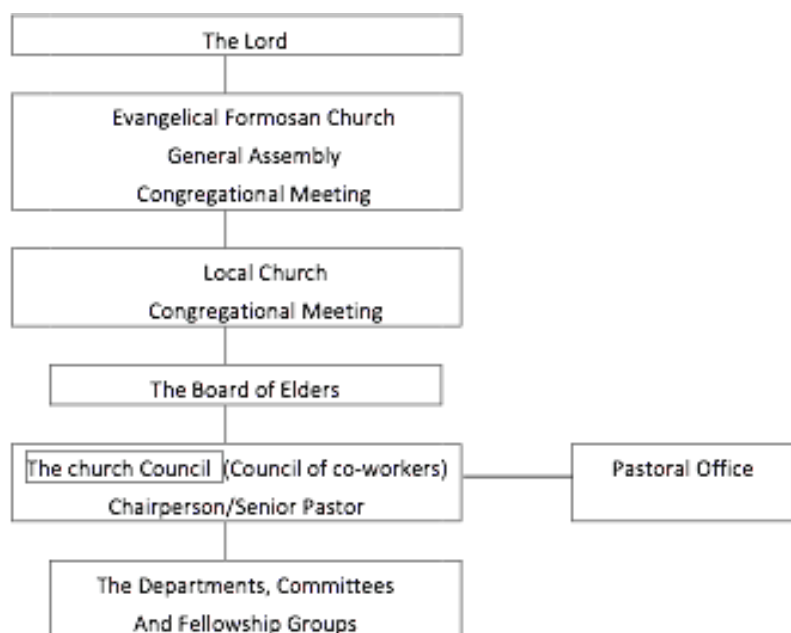 The Lord
Evangelical Formosan Church
General Assembly
Congregational Meeting
Local Church
Congregational Meeting
The Board of Elders
The church Council (Council of co-workers)
Chairperson/Senior Pastor
Pastoral Office
The Departments, Committees
And Fellowship Groups